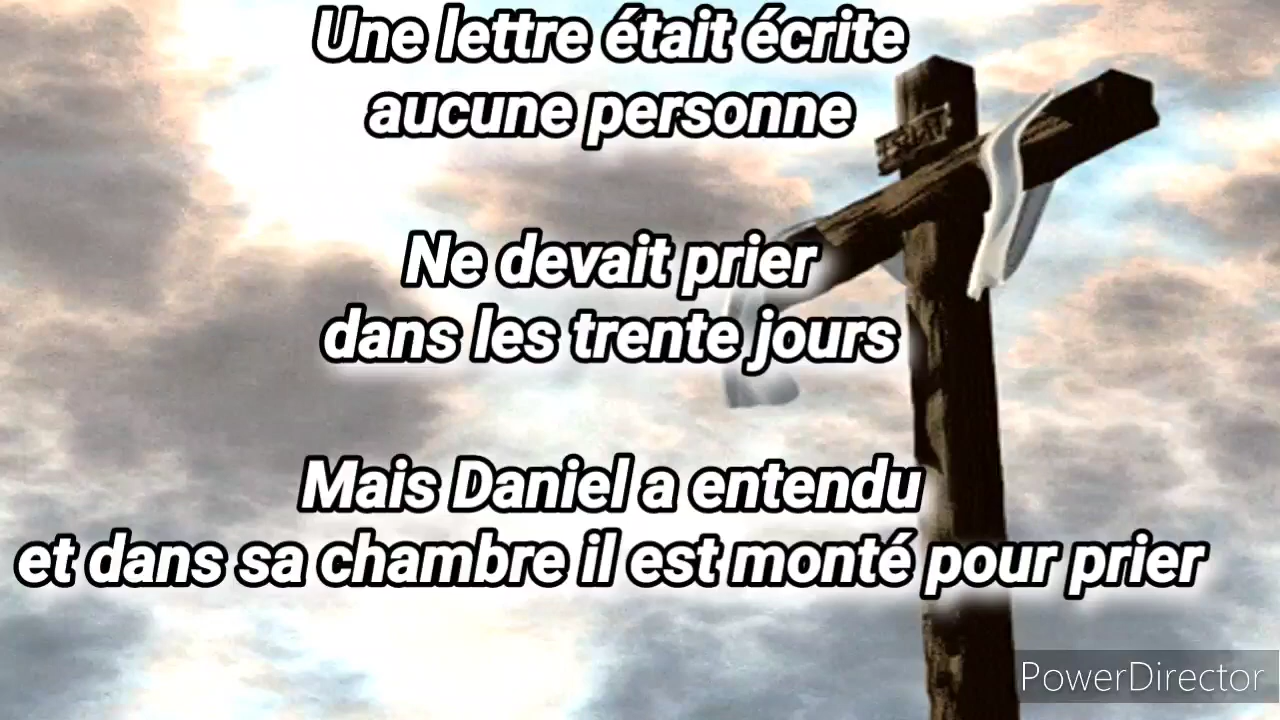 Une lettre était écrite
aucune personne
Ne devait prier
dans les trente jours
Mais Daniel a entendu
et dans sa chambre il est monté pour prier
PowerDirector